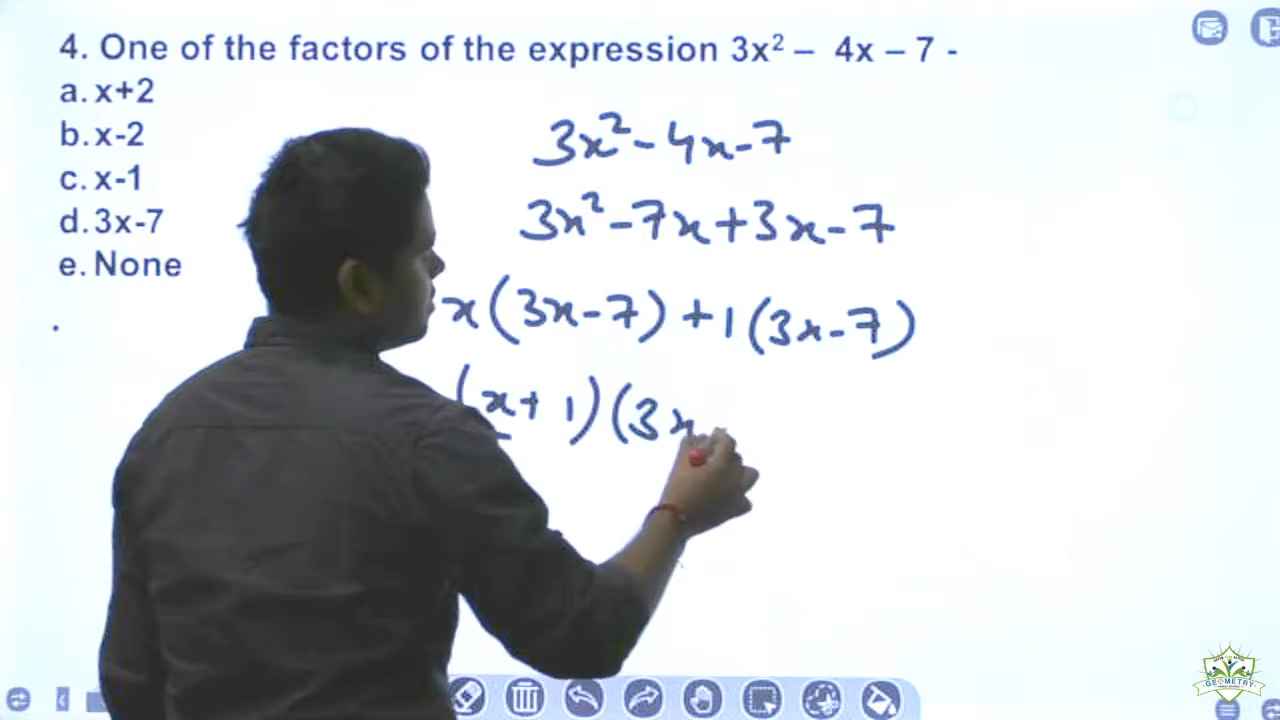 4. One of the factors of the expression 3x² – 4x – 7 -
a. x+2
b. x-2
c. x-1
d. 3x-7
e. None
.
3x² - 4x - 7
3x² - 7x + 3x - 7
x(3x - 7) + 1(3x - 7)
(x + 1)(3x
GEOMETRY